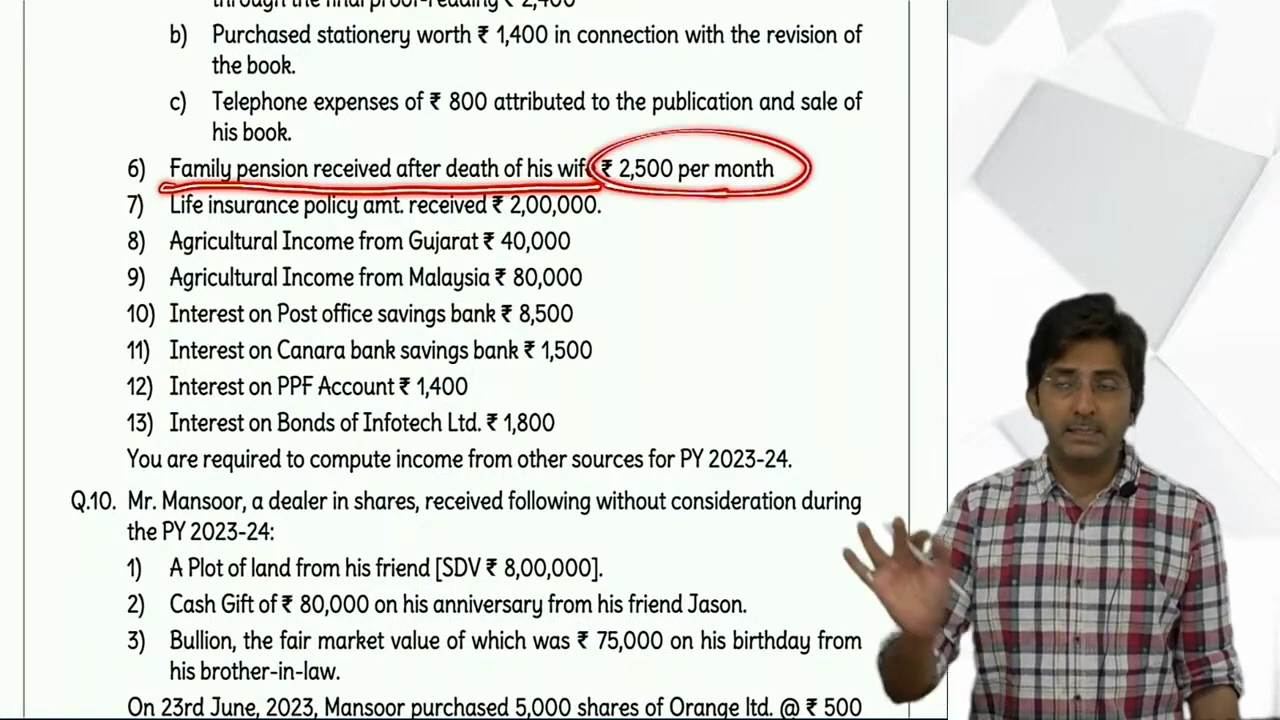 through the final proof-reading ₹ 2,400
b) Purchased stationery worth ₹ 1,400 in connection with the revision of
the book.
c) Telephone expenses of ₹ 800 attributed to the publication and sale of
his book.
6) Family pension received after death of his wife ₹ 2,500 per month
7) Life insurance policy amt. received ₹ 2,00,000.
8) Agricultural Income from Gujarat ₹ 40,000
9) Agricultural Income from Malaysia ₹ 80,000
10) Interest on Post office savings bank ₹ 8,500
11) Interest on Canara bank savings bank ₹ 1,500
12) Interest on PPF Account ₹ 1,400
13) Interest on Bonds of Infotech Ltd. ₹ 1,800
You are required to compute income from other sources for PY 2023-24.
Q.10. Mr. Mansoor, a dealer in shares, received following without consideration during
the PY 2023-24:
1) A Plot of land from his friend [SDV ₹ 8,00,000].
2) Cash Gift of ₹ 80,000 on his anniversary from his friend Jason.
3) Bullion, the fair market value of which was ₹ 75,000 on his birthday from
his brother-in-law.
On 23rd June, 2023, Mansoor purchased 5,000 shares of Orange ltd. @ ₹ 500